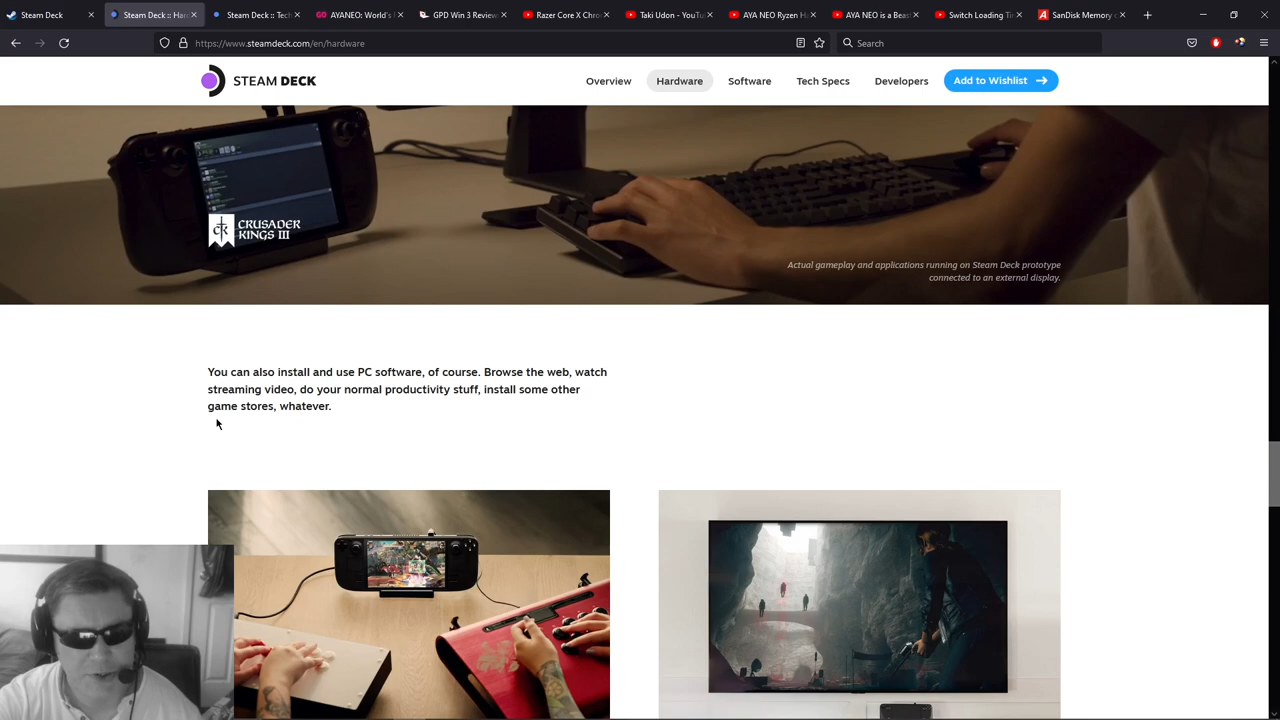 Steam Deck
Steam Deck :: Har
Steam Deck :: Tech
AYANEO: World's f
GPD Win 3 Review
Razer Core X Chro
Taki Udon - YouTu
AYA NEO Ryzen Ha
AYA NEO is a Beas
Switch Loading Tim
SanDisk Memory c
https://www.steamdeck.com/en/hardware
Search
STEAM DECK
Overview
Hardware
Software
Tech Specs
Developers
Add to Wishlist
CRUSADER
KINGS III
Actual gameplay and applications running on Steam Deck prototype
connected to an external display.
You can also install and use PC software, of course. Browse the web, watch
streaming video, do your normal productivity stuff, install some other
game stores, whatever.